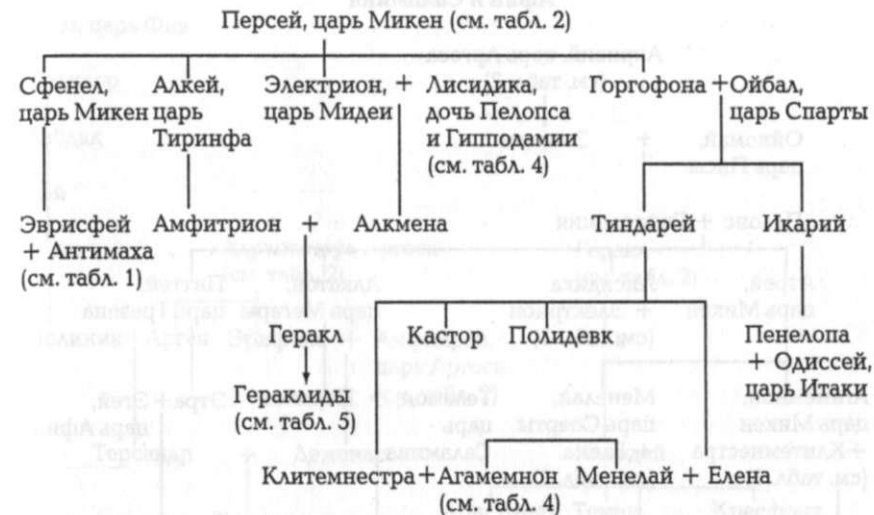 Персей, царь Микен (см. табл. 2)
Сфенел, Алкей, Электрион, + Лисидика, Горгофона + Ойбал,
царь Микен царь царь Мидеи дочь Пелопса царь Спарты
Тиринфа и Гипподамии
(см. табл. 4)
Эврисфей Амфитрион + Алкмена Тиндарей Икарий
+ Антимаха
(см. табл. 1)
Геракл Кастор Полидевк Пенелопа
+ Одиссей,
Гераклиды царь Итаки
(см. табл. 5)
Клитемнестра + Агамемнон Менелай + Елена
(см. табл. 4)